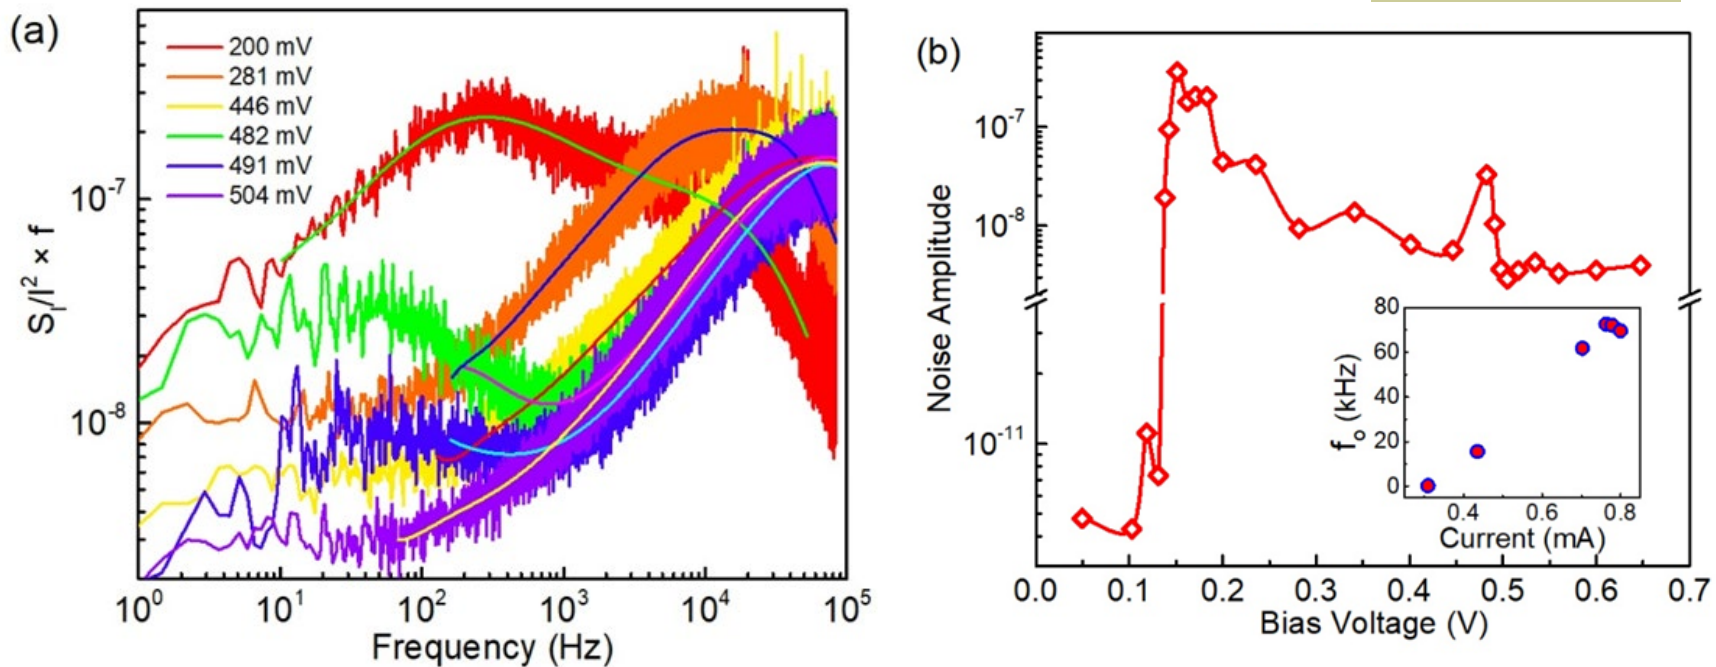 (a)
200 mV
281 mV
446 mV
482 mV
491 mV
504 mV
10⁻⁷
10⁻⁸
S_I/I² × f
10⁰ 10¹ 10² 10³ 10⁴ 10⁵
Frequency (Hz)
(b)
10⁻⁷
10⁻⁸
10⁻¹¹
Noise Amplitude
0.0 0.1 0.2 0.3 0.4 0.5 0.6 0.7
Bias Voltage (V)
80
60
40
20
0
f_o (kHz)
0.4 0.6 0.8
Current (mA)